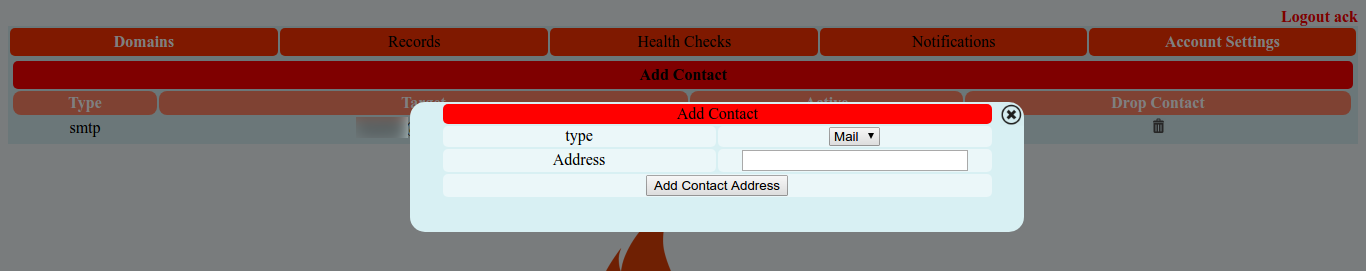 Logout ack
Domains Records Health Checks Notifications Account Settings
Add Contact
Type Target Active Drop Contact
smtp
Add Contact
type Mail
Address
Add Contact Address